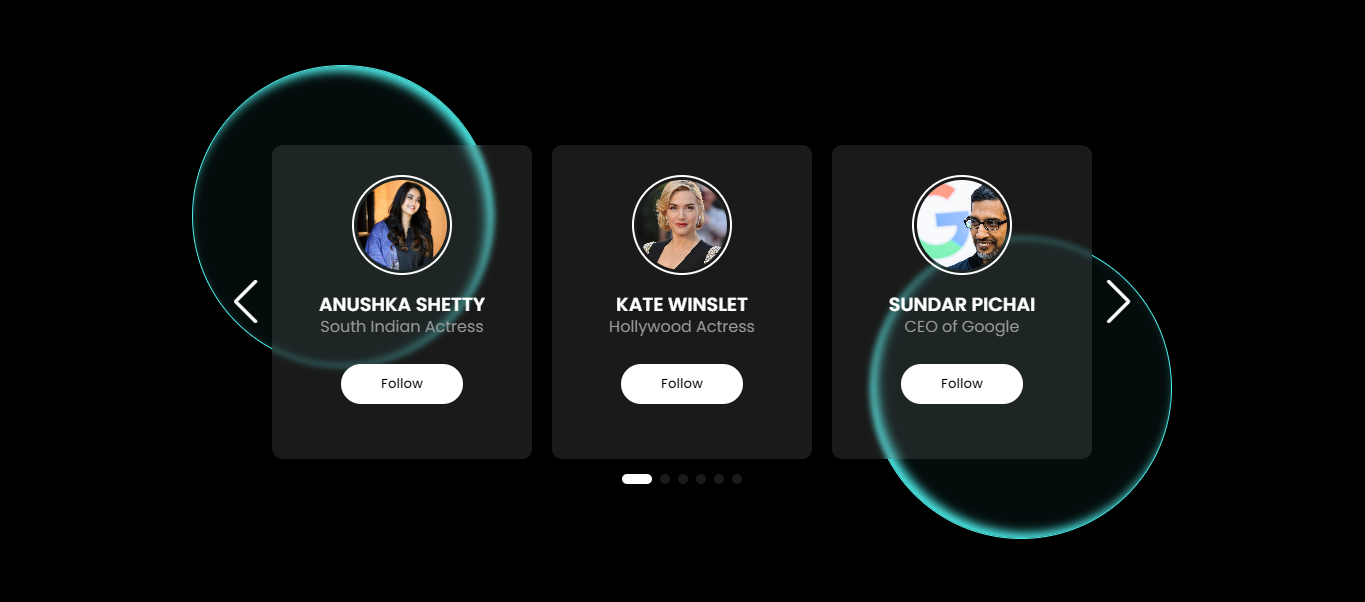 ANUSHKA SHETTY
South Indian Actress
Follow
KATE WINSLET
Hollywood Actress
Follow
SUNDAR PICHAI
CEO of Google
Follow